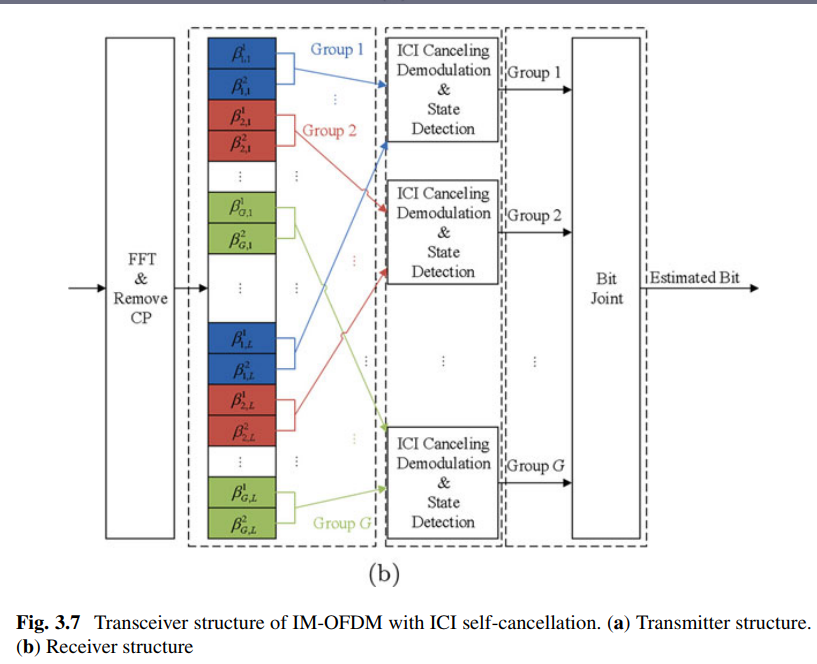 FFT
&
Remove
CP
β¹₁,₁
β²₁,₁
β¹₂,₁
β²₂,₁
⋮
β¹G,₁
β²G,₁
⋮
β¹₁,L
β²₁,L
β¹₂,L
β²₂,L
⋮
β¹G,L
β²G,L
Group 1
Group 2
Group G
ICI Canceling
Demodulation
&
State
Detection
Group 1
ICI Canceling
Demodulation
&
State
Detection
Group 2
ICI Canceling
Demodulation
&
State
Detection
Group G
Bit
Joint
Estimated Bit
(b)
Fig. 3.7 Transceiver structure of IM-OFDM with ICI self-cancellation. (a) Transmitter structure.
(b) Receiver structure